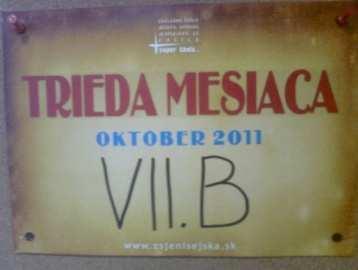 TRIEDA MESIACA
OKTOBER 2011
VII.B
www.zsjenisejska.sk